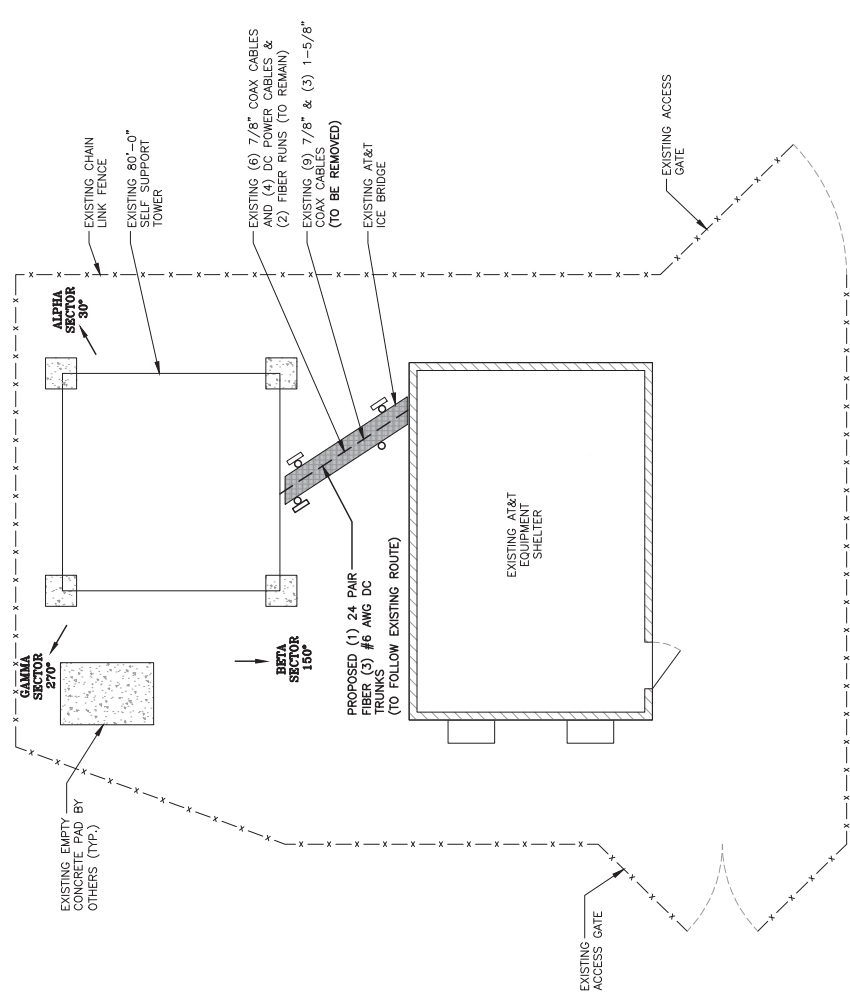 EXISTING CHAIN
LINK FENCE
EXISTING 80'-0"
SELF SUPPORT
TOWER
EXISTING (6) 7/8" COAX CABLES
AND (4) DC POWER CABLES &
(2) FIBER RUNS (TO REMAIN)
EXISTING (9) 7/8" & (3) 1-5/8"
COAX CABLES
(TO BE REMOVED)
EXISTING AT&T
ICE BRIDGE
EXISTING ACCESS
GATE
ALPHA
SECTOR
30°
GAMMA
SECTOR
270°
BETA
SECTOR
150°
PROPOSED (1) 24 PAIR
FIBER (3) #6 AWG DC
TRUNKS
(TO FOLLOW EXISTING ROUTE)
EXISTING AT&T
EQUIPMENT
SHELTER
EXISTING EMPTY
CONCRETE PAD BY
OTHERS (TYP.)
EXISTING
ACCESS GATE